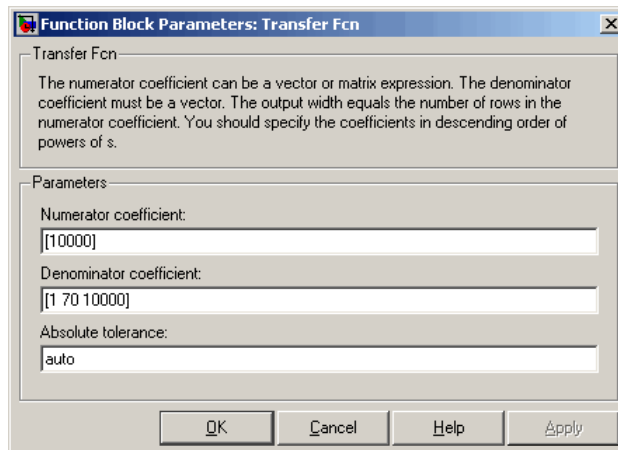 Function Block Parameters: Transfer Fcn
Transfer Fcn
The numerator coefficient can be a vector or matrix expression. The denominator
coefficient must be a vector. The output width equals the number of rows in the
numerator coefficient. You should specify the coefficients in descending order of
powers of s.
Parameters
Numerator coefficient:
[10000]
Denominator coefficient:
[1 70 10000]
Absolute tolerance:
auto
OK Cancel Help Apply